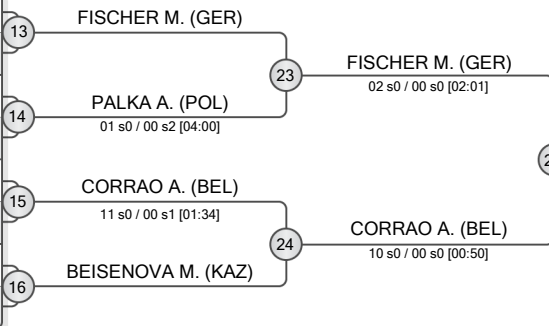 13
FISCHER M. (GER)
23
FISCHER M. (GER)
02 s0 / 00 s0 [02:01]
14
PALKA A. (POL)
01 s0 / 00 s2 [04:00]
15
CORRAO A. (BEL)
11 s0 / 00 s1 [01:34]
24
CORRAO A. (BEL)
10 s0 / 00 s0 [00:50]
16
BEISENOVA M. (KAZ)